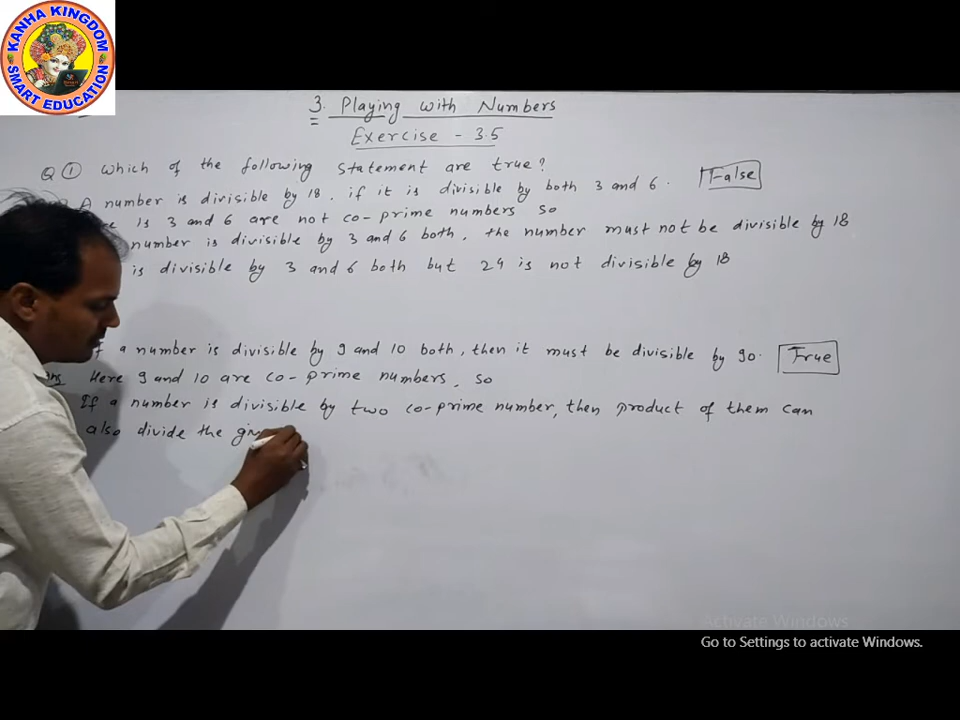 KANHA KINGDOM
SMART EDUCATION
3. Playing with Numbers
Exercise - 3.5
Q ① Which of the following statement are true?
A number is divisible by 18. if it is divisible by both 3 and 6. False
is 3 and 6 are not co-prime numbers so
number is divisible by 3 and 6 both, the number must not be divisible by 18
is divisible by 3 and 6 both but 24 is not divisible by 18
a number is divisible by 9 and 10 both, then it must be divisible by 90. True
Here 9 and 10 are co-prime numbers, so
If a number is divisible by two co-prime number, then product of them can
also divide the giv
Activate Windows
Go to Settings to activate Windows.